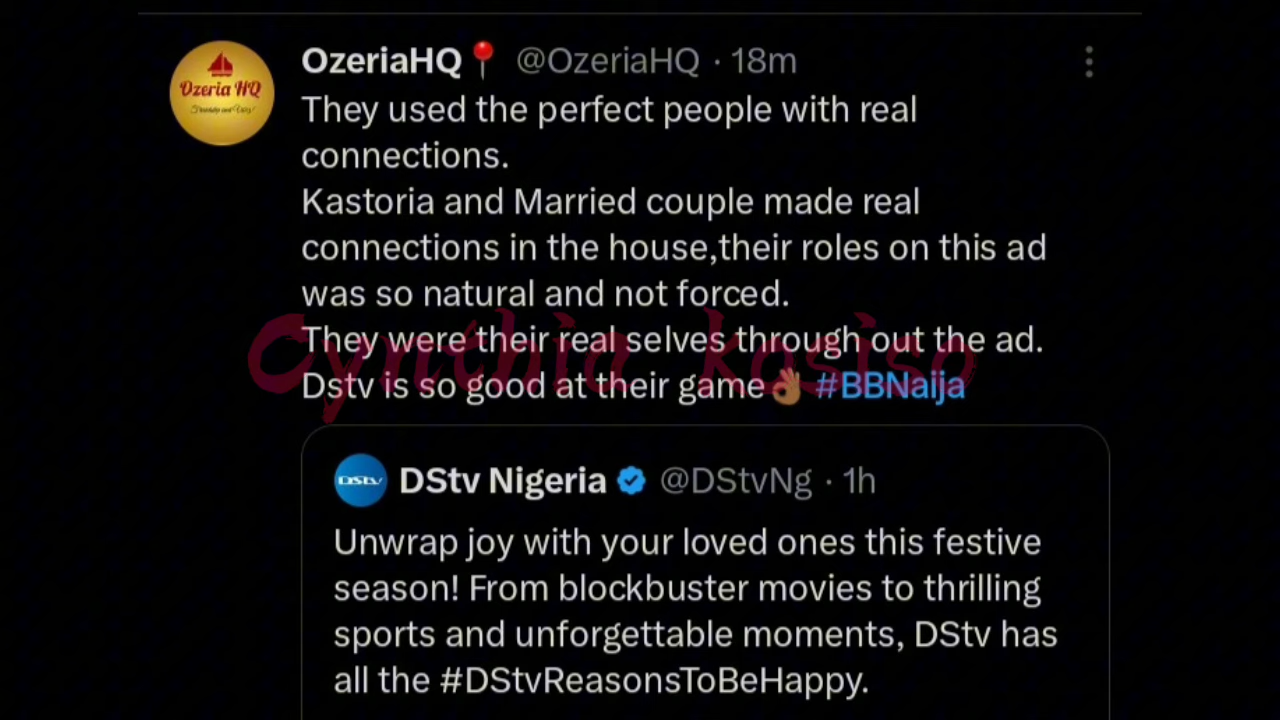 OzeriaHQ📍 @OzeriaHQ · 18m
Ozeria HQ
They used the perfect people with real
connections.
Kastoria and Married couple made real
connections in the house,their roles on this ad
was so natural and not forced.
They were their real selves through out the ad.
Dstv is so good at their game👌🏽 #BBNaija
Cynthia kosiso
DStv
DStv Nigeria @DStvNg · 1h
Unwrap joy with your loved ones this festive
season! From blockbuster movies to thrilling
sports and unforgettable moments, DStv has
all the #DStvReasonsToBeHappy.